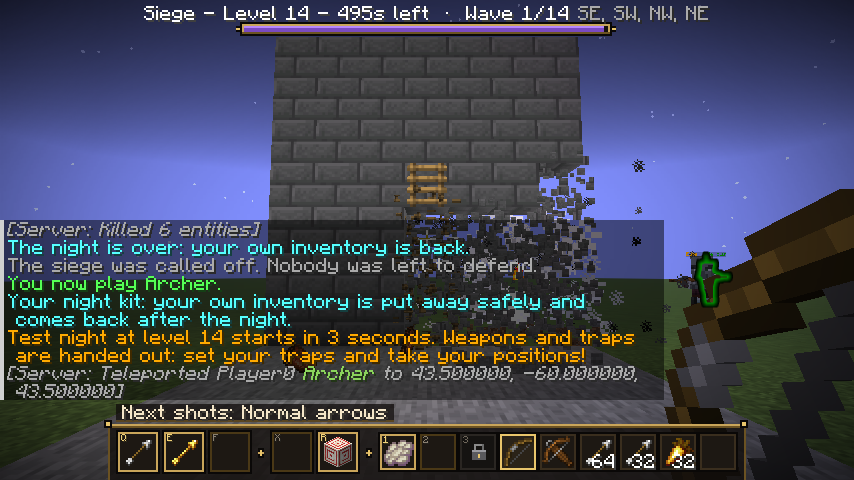 Siege – Level 14 – 495s left · Wave 1/14 SE, SW, NW, NE
[Server: Killed 6 entities]
The night is over: your own inventory is back.
The siege was called off. Nobody was left to defend.
You now play Archer.
Your night kit: your own inventory is put away safely and
comes back after the night.
Test night at level 14 starts in 3 seconds. Weapons and traps
are handed out: set your traps and take your positions!
[Server: Teleported Player0 Archer to 43.500000, -60.000000,
43.500000]
Next shots: Normal arrows
Q E F X R 1 2 3 64 32 32